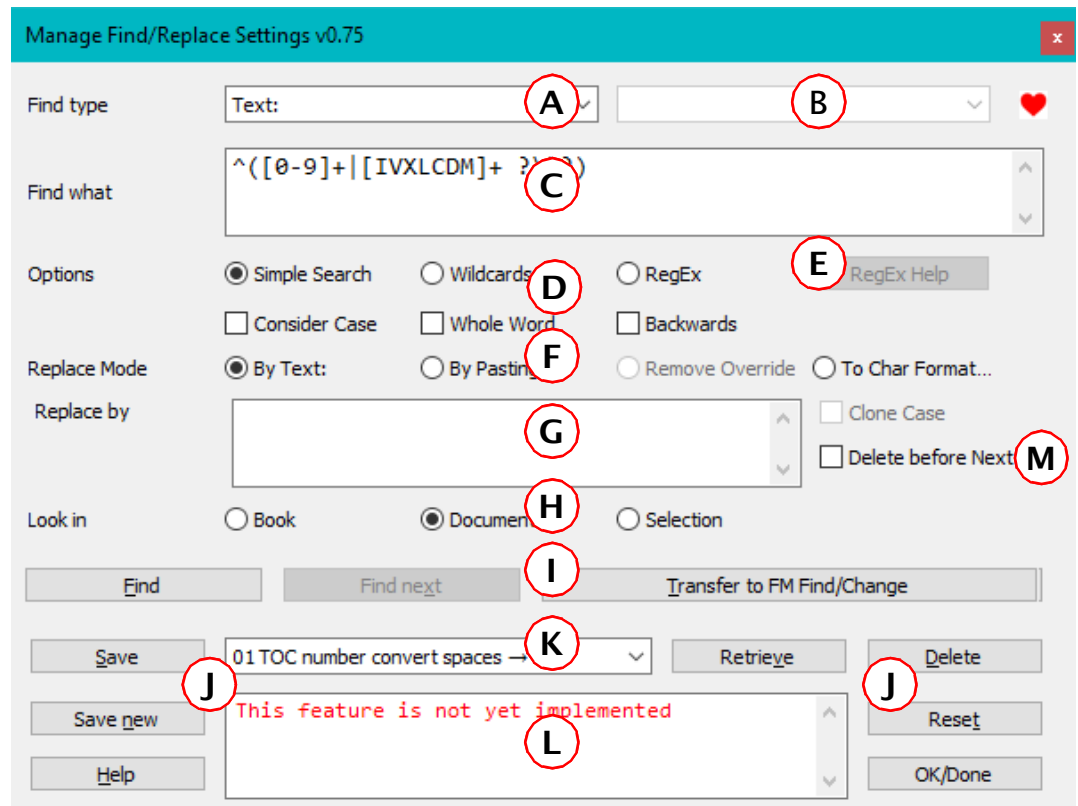 Manage Find/Replace Settings v0.75 x
Find type Text: A B
Find what ^([0-9]+|[IVXLCDM]+ ? C )
Options Simple Search Wildcards RegEx E RegEx Help
D
Consider Case Whole Word Backwards
Replace Mode By Text: By Pasting F Remove Override To Char Format...
Replace by G Clone Case
Delete before Next M
Look in Book Document H Selection
Find Find next I Transfer to FM Find/Change
Save 01 TOC number convert spaces → K Retrieve Delete
J J
Save new This feature is not yet implemented Reset
L
Help OK/Done